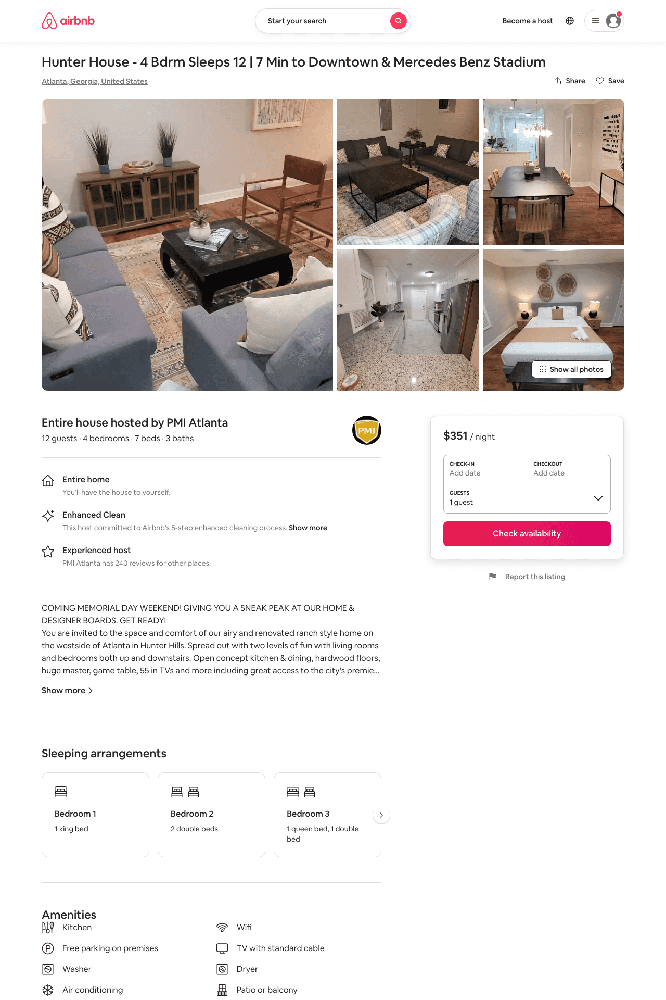 airbnb
Start your search
Become a host
Hunter House - 4 Bdrm Sleeps 12 | 7 Min to Downtown & Mercedes Benz Stadium
Atlanta, Georgia, United States
Share
Save
Show all photos
Entire house hosted by PMI Atlanta
12 guests · 4 bedrooms · 7 beds · 3 baths
PMI
Entire home
You’ll have the house to yourself.
Enhanced Clean
This host committed to Airbnb's 5-step enhanced cleaning process. Show more
Experienced host
PMI Atlanta has 240 reviews for other places.
$351 / night
CHECK-IN
Add date
CHECKOUT
Add date
GUESTS
1 guest
Check availability
Report this listing
COMING MEMORIAL DAY WEEKEND! GIVING YOU A SNEAK PEAK AT OUR HOME &
DESIGNER BOARDS. GET READY!
You are invited to the space and comfort of our airy and renovated ranch style home on
the westside of Atlanta in Hunter Hills. Spread out with two levels of fun with living rooms
and bedrooms both up and downstairs. Open concept kitchen & dining, hardwood floors,
huge master, game table, 55 in TVs and more including great access to the city's premie...
Show more
Sleeping arrangements
Bedroom 1
1 king bed
Bedroom 2
2 double beds
Bedroom 3
1 queen bed, 1 double
bed
Amenities
Kitchen
Wifi
Free parking on premises
TV with standard cable
Washer
Dryer
Air conditioning
Patio or balcony